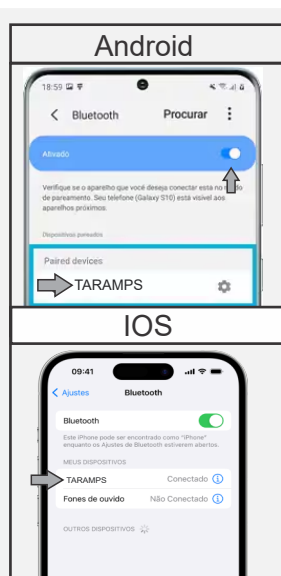 Android
18:59
Bluetooth Procurar
Ativado
Verifique se o aparelho que você deseja conectar está no modo
de pareamento. Seu telefone (Galaxy S10) está visível aos
aparelhos próximos.
Dispositivos pareados
Paired devices
TARAMPS
IOS
09:41
Ajustes Bluetooth
Bluetooth
Este iPhone pode ser encontrado como "iPhone"
enquanto os Ajustes de Bluetooth estiverem abertos.
MEUS DISPOSITIVOS
TARAMPS Conectado
Fones de ouvido Não Conectado
OUTROS DISPOSITIVOS